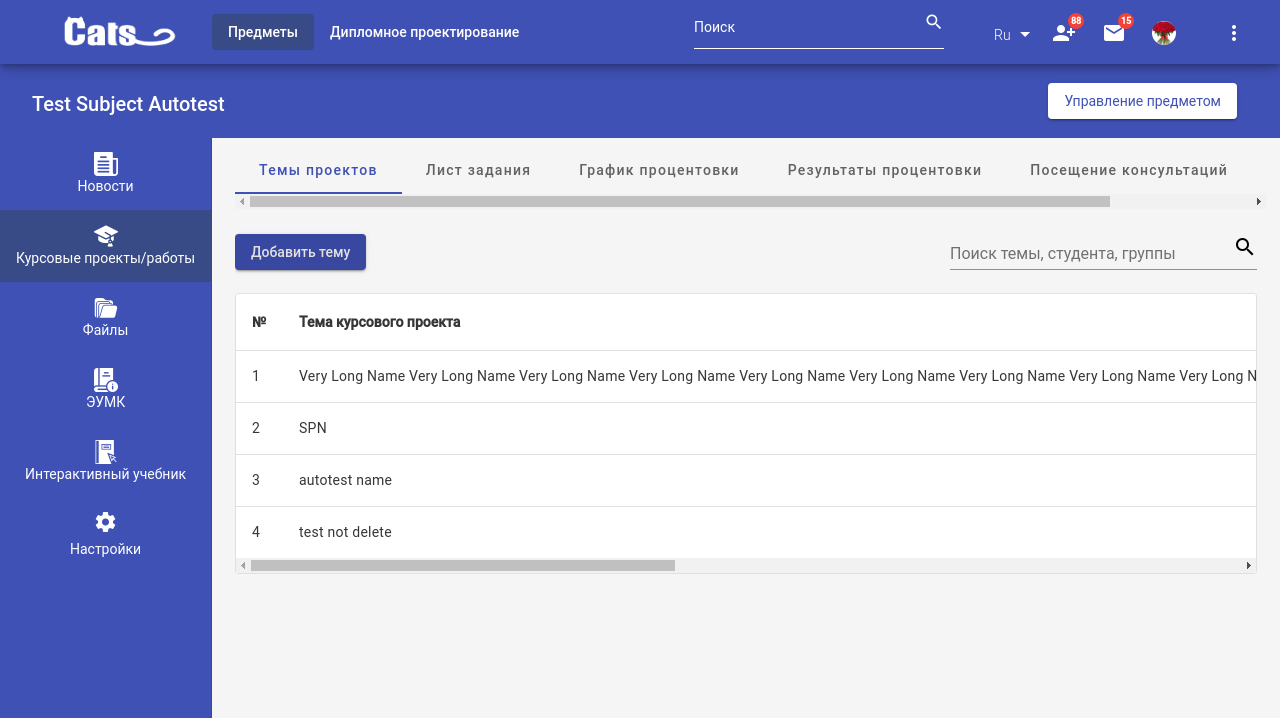 Cats
Предметы
Дипломное проектирование
Поиск
Ru
88
15
Test Subject Autotest
Управление предметом
Новости
Курсовые проекты/работы
Файлы
ЭУМК
Интерактивный учебник
Настройки
Темы проектов
Лист задания
График процентовки
Результаты процентовки
Посещение консультаций
Добавить тему
Поиск темы, студента, группы
№ Тема курсового проекта
1 Very Long Name Very Long Name Very Long Name Very Long Name Very Long Name Very Long Name Very Long Name Very Long Name Very Long N
2 SPN
3 autotest name
4 test not delete